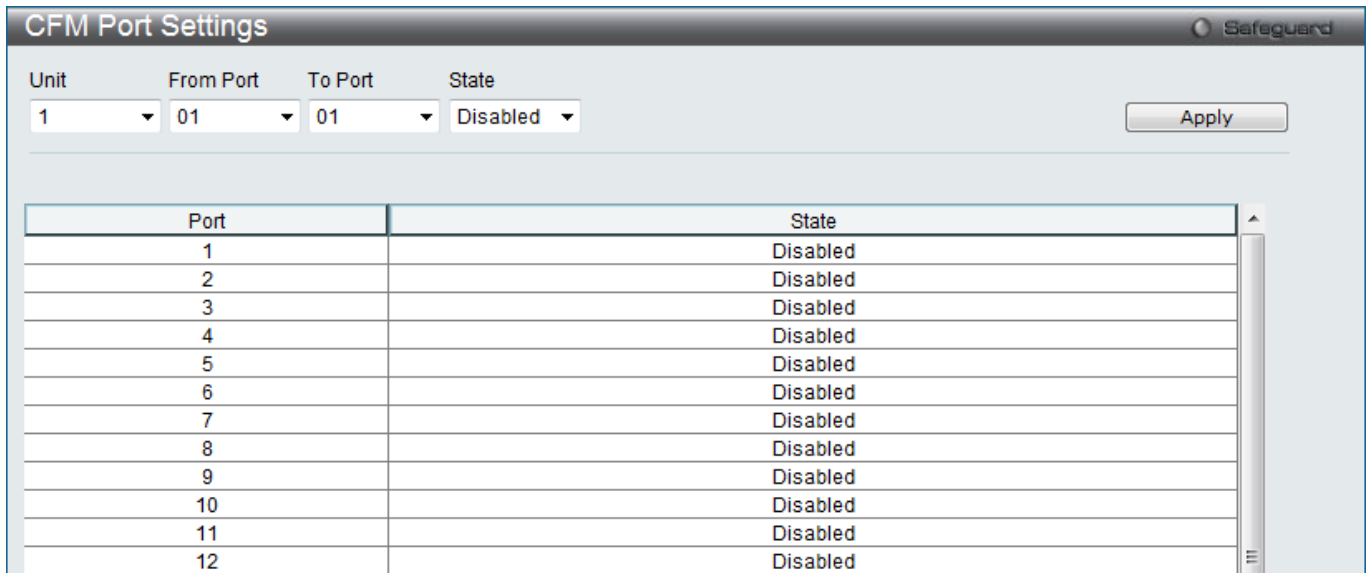 CFM Port Settings Safeguard
Unit From Port To Port State
1 01 01 Disabled Apply
Port State
1 Disabled
2 Disabled
3 Disabled
4 Disabled
5 Disabled
6 Disabled
7 Disabled
8 Disabled
9 Disabled
10 Disabled
11 Disabled
12 Disabled